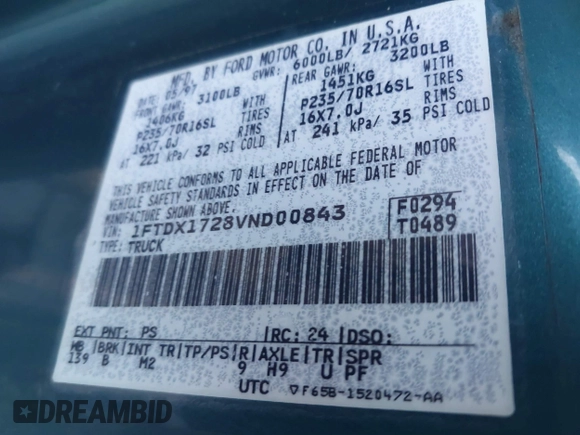 MFD. BY FORD MOTOR CO. IN U.S.A.
DATE: 05/97 GVWR: 6000LB/ 2721KG
FRONT GAWR: 3100LB REAR GAWR: 3200LB
1406KG WITH 1451KG WITH
P235/70R16SL TIRES P235/70R16SL TIRES
16X7.0J RIMS 16X7.0J RIMS
AT 221 kPa/ 32 PSI COLD AT 241 kPa/ 35 PSI COLD
THIS VEHICLE CONFORMS TO ALL APPLICABLE FEDERAL MOTOR
VEHICLE SAFETY STANDARDS IN EFFECT ON THE DATE OF
MANUFACTURE SHOWN ABOVE.
VIN: 1FTDX1728VND00843 F0294
TYPE: TRUCK T0489
EXT PNT: PS RC: 24 DSO:
WB BRK INT TR TP/PS R AXLE TR SPR
139 B M2 9 H9 U PF
UTC ▽F65B-1520472-AA
DREAMBID